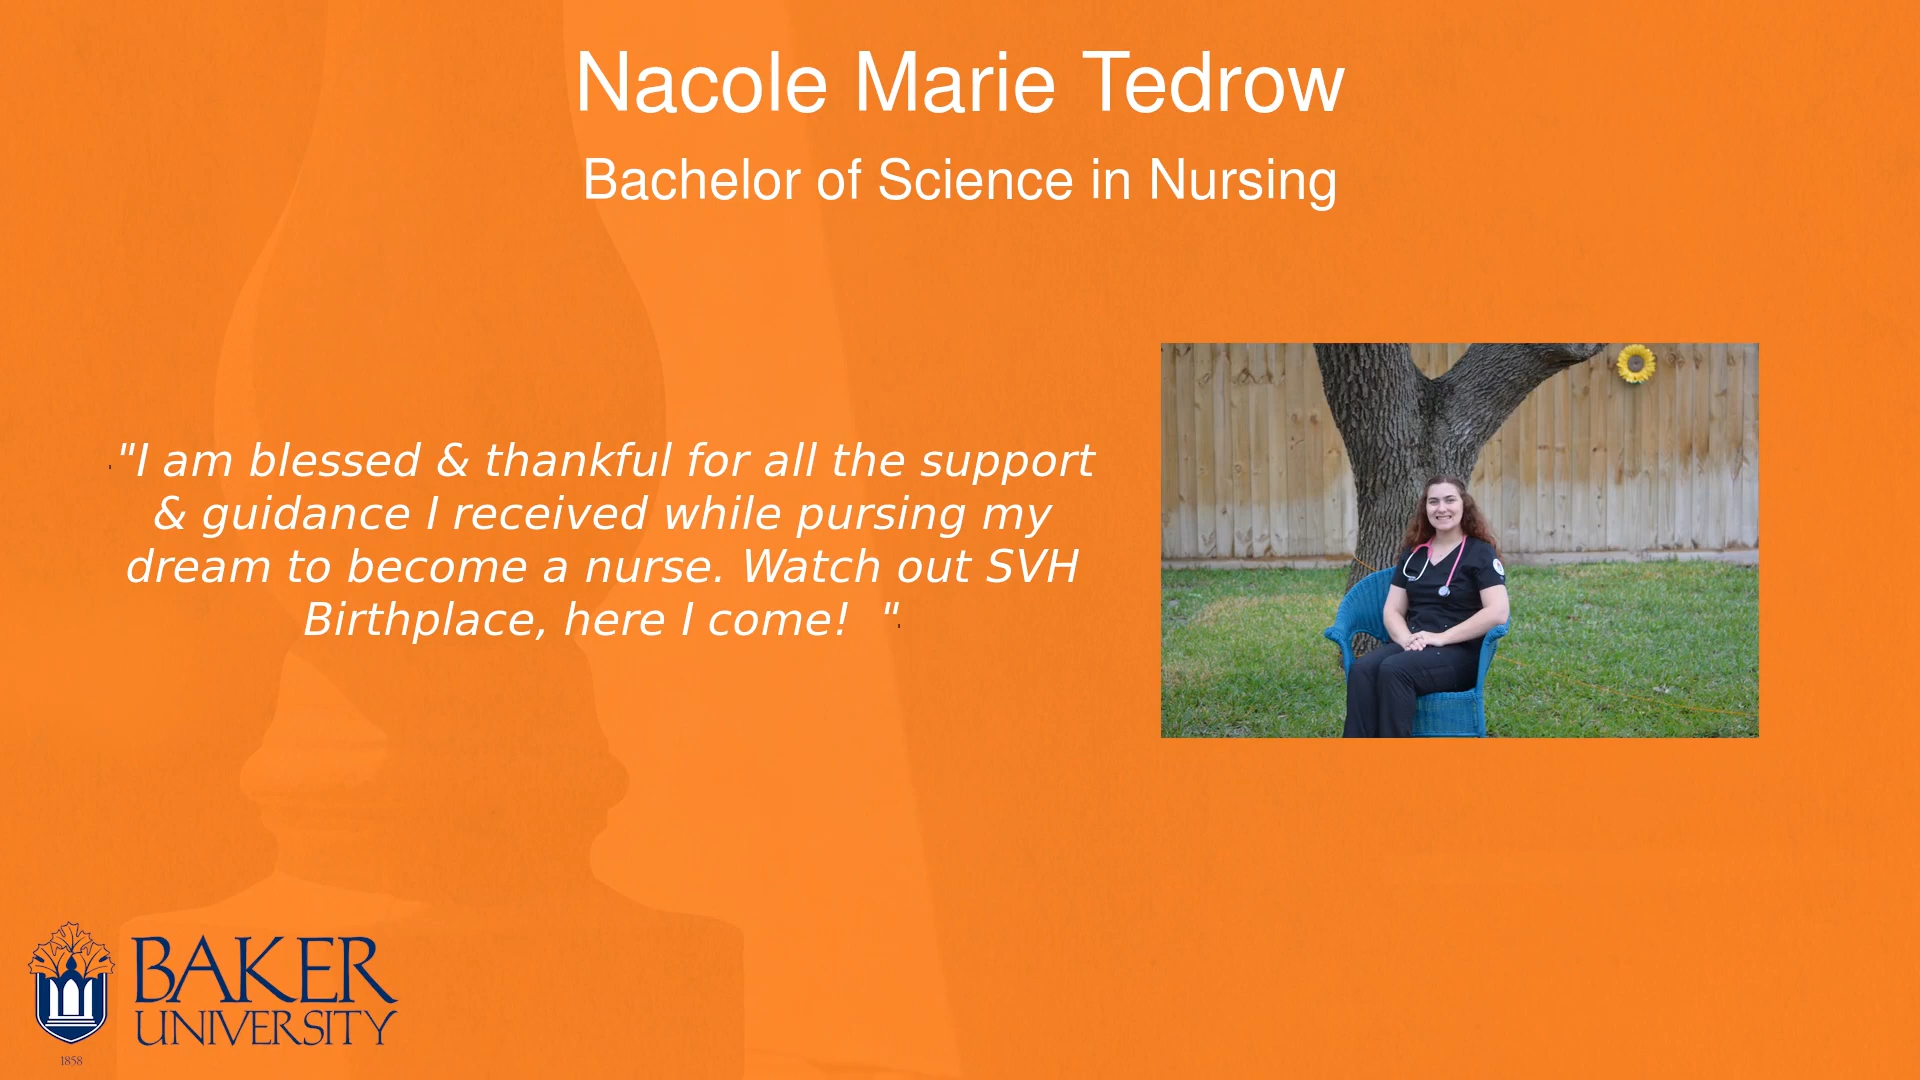 Nacole Marie Tedrow
Bachelor of Science in Nursing
"I am blessed & thankful for all the support
& guidance I received while pursing my
dream to become a nurse. Watch out SVH
Birthplace, here I come!  "
BAKER
UNIVERSITY
1858